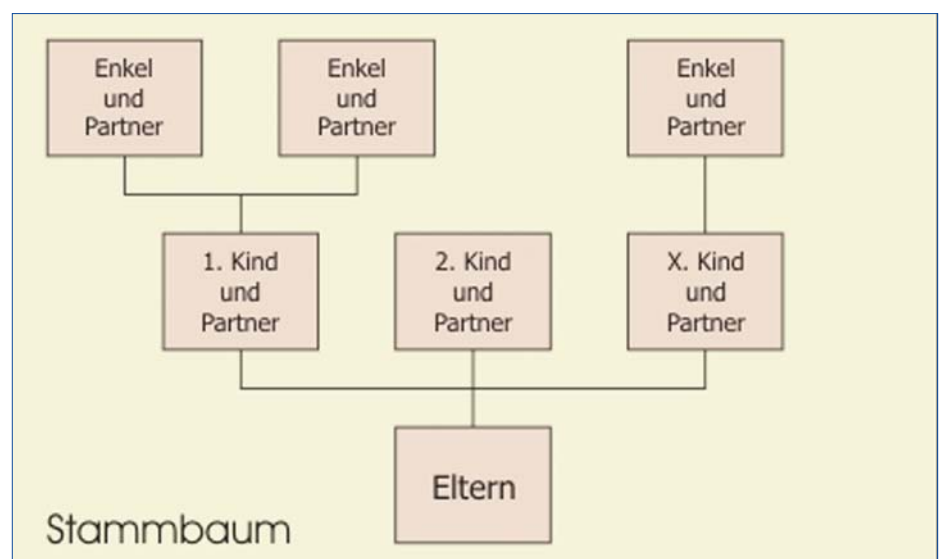 Enkel
und
Partner
Enkel
und
Partner
Enkel
und
Partner
1. Kind
und
Partner
2. Kind
und
Partner
X. Kind
und
Partner
Eltern
Stammbaum